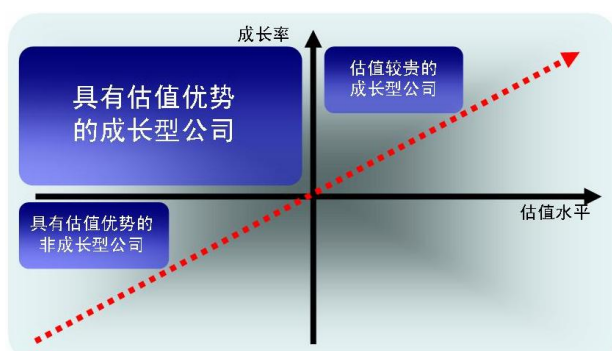 成长率
具有估值优势
的成长型公司
估值较贵的
成长型公司
估值水平
具有估值优势的
非成长型公司